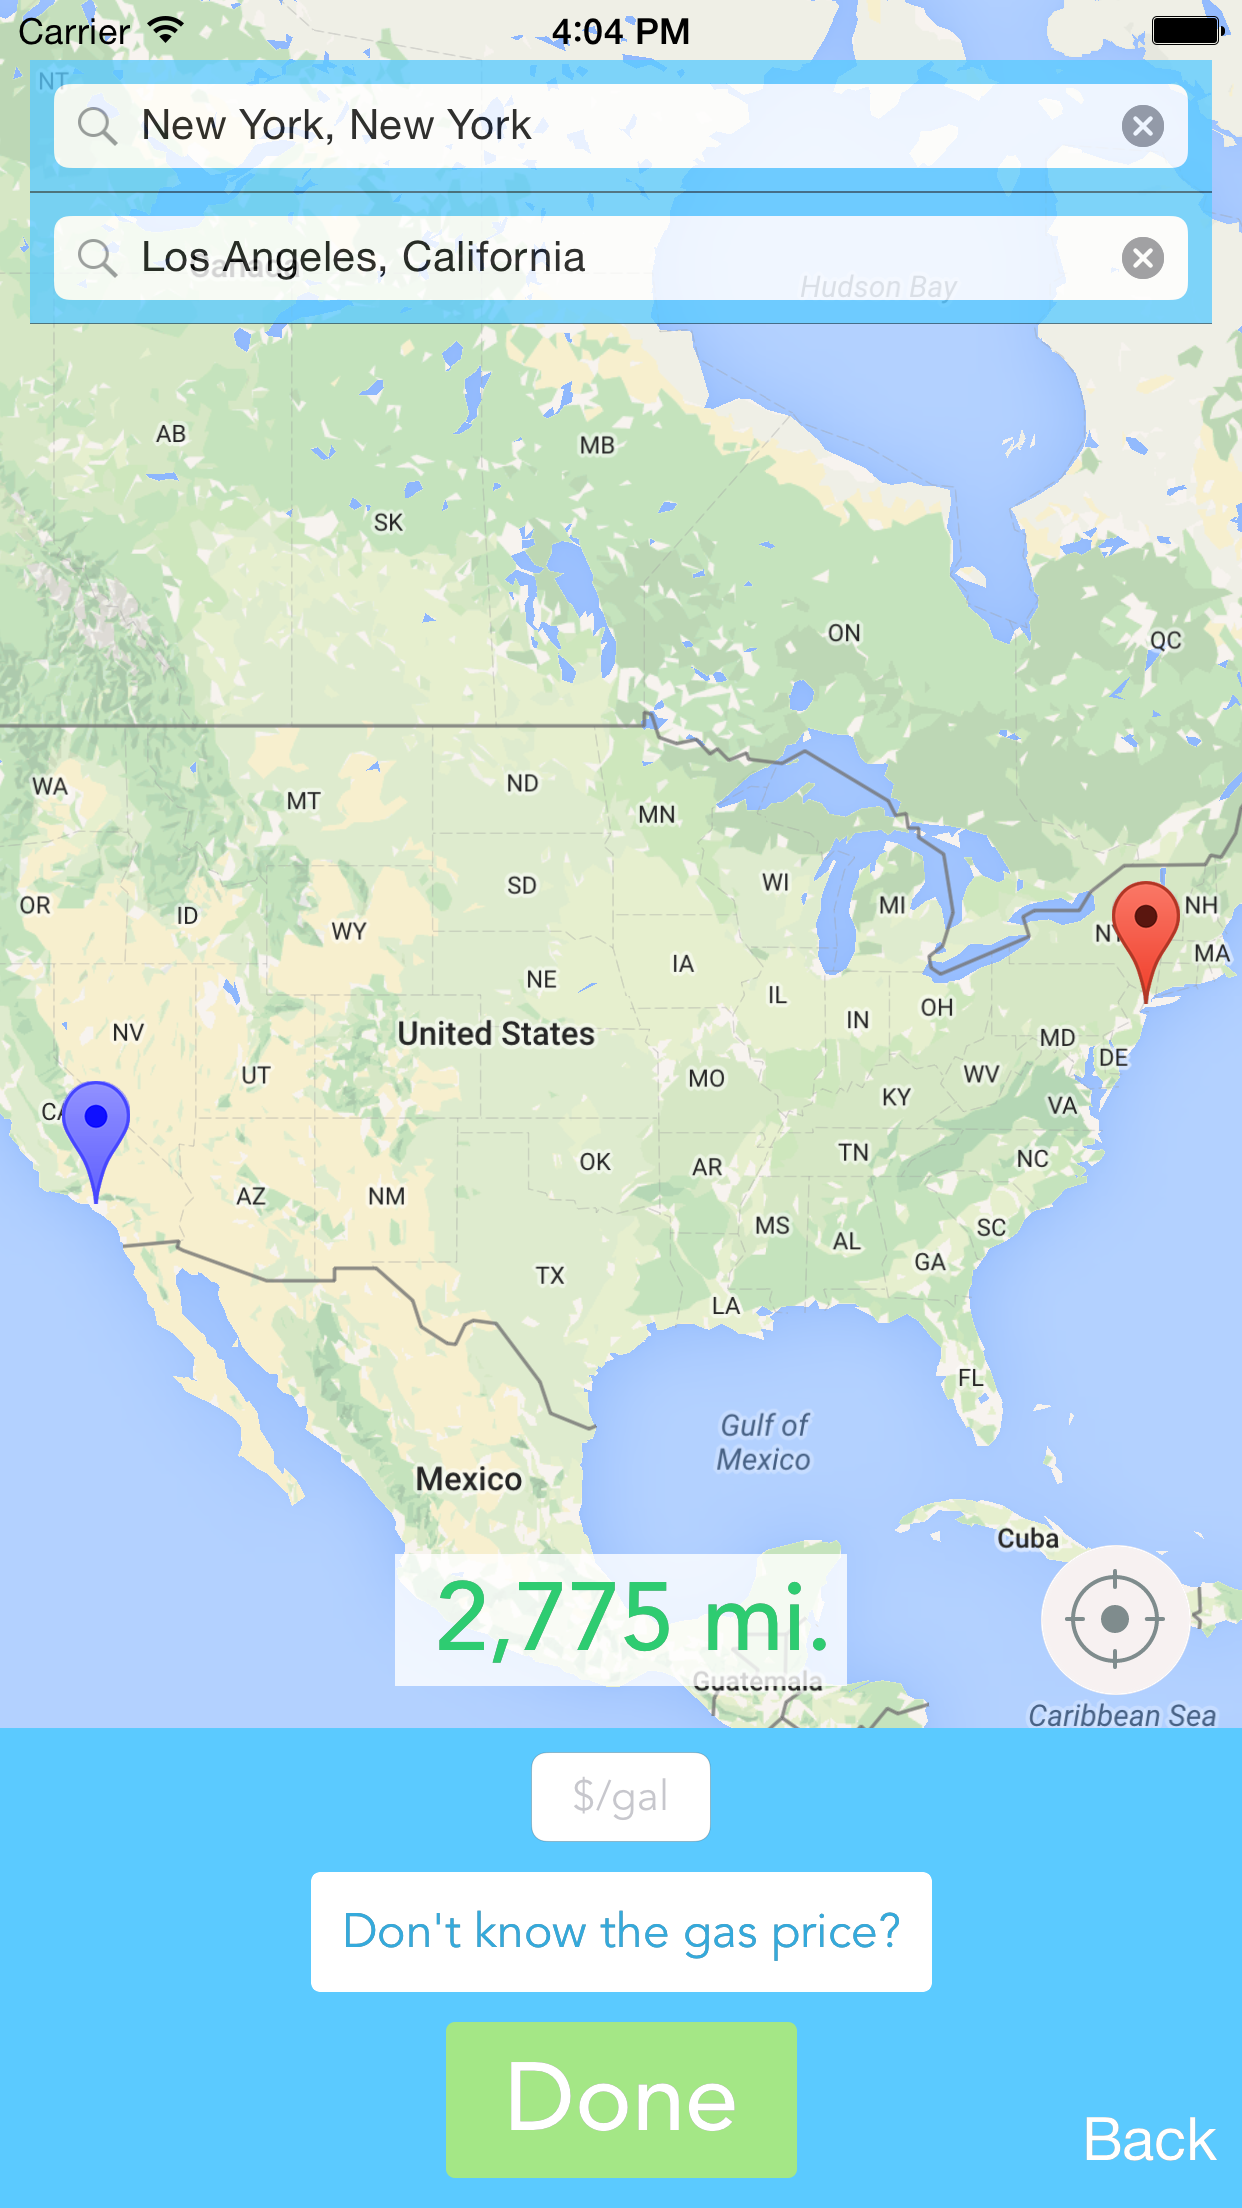 Carrier 4:04 PM
NT
New York, New York
Los Angeles, California
Canada
Hudson Bay
AB
MB
SK
ON
QC
WA
MT
ND
MN
OR
ID
WY
SD
WI
MI
NY
NH
MA
NE
IA
IL
IN
OH
NV
United States
UT
MO
KY
WV
MD
DE
VA
CA
AZ
NM
OK
AR
TN
NC
MS
AL
GA
SC
TX
LA
FL
Gulf of
Mexico
Mexico
Cuba
2,775 mi.
Guatemala
Caribbean Sea
$/gal
Don't know the gas price?
Done
Back